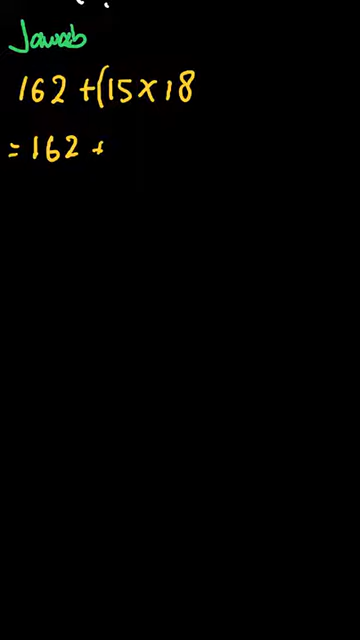 Jawab
162 + (15 × 18
= 162 +